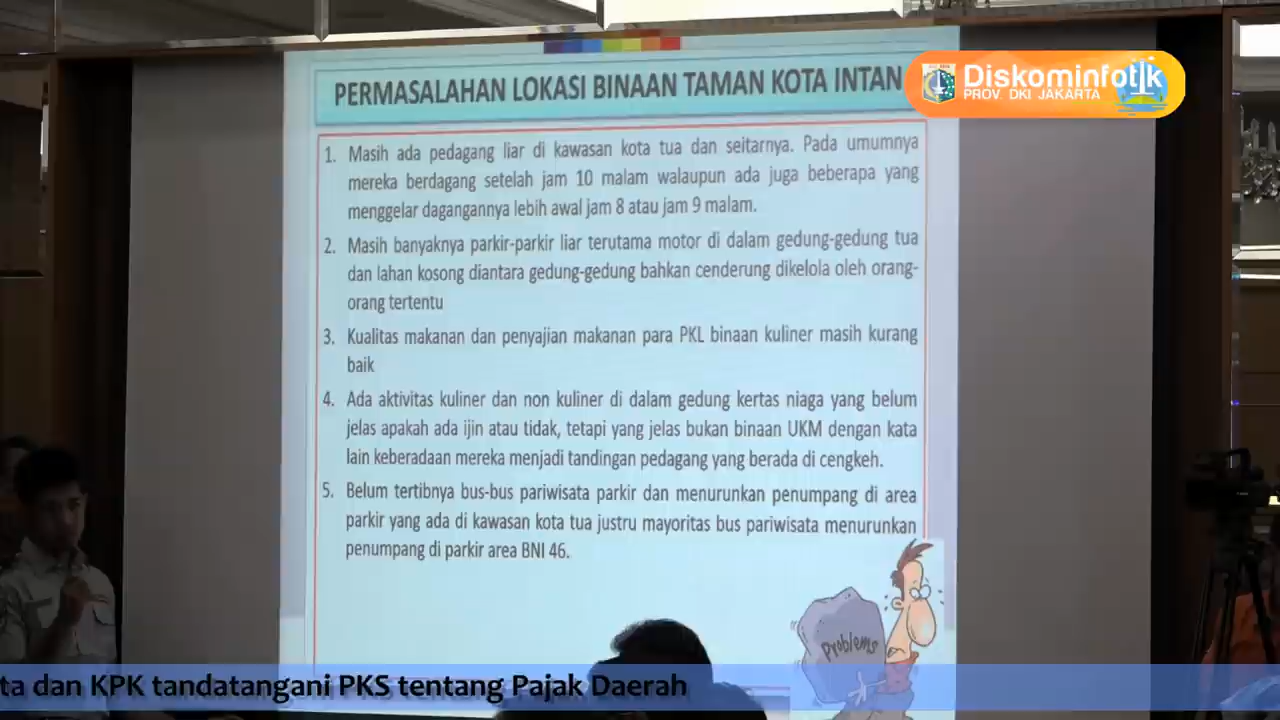 PERMASALAHAN LOKASI BINAAN TAMAN KOTA INTAN
Diskominfotik
PROV. DKI JAKARTA
1. Masih ada pedagang liar di kawasan kota tua dan seitarnya. Pada umumnya
mereka berdagang setelah jam 10 malam walaupun ada juga beberapa yang
menggelar dagangannya lebih awal jam 8 atau jam 9 malam.
2. Masih banyaknya parkir-parkir liar terutama motor di dalam gedung-gedung tua
dan lahan kosong diantara gedung-gedung bahkan cenderung dikelola oleh orang-
orang tertentu
3. Kualitas makanan dan penyajian makanan para PKL binaan kuliner masih kurang
baik
4. Ada aktivitas kuliner dan non kuliner di dalam gedung kertas niaga yang belum
jelas apakah ada ijin atau tidak, tetapi yang jelas bukan binaan UKM dengan kata
lain keberadaan mereka menjadi tandingan pedagang yang berada di cengkeh.
5. Belum tertibnya bus-bus pariwisata parkir dan menurunkan penumpang di area
parkir yang ada di kawasan kota tua justru mayoritas bus pariwisata menurunkan
penumpang di parkir area BNI 46.
Problems
ta dan KPK tandatangani PKS tentang Pajak Daerah